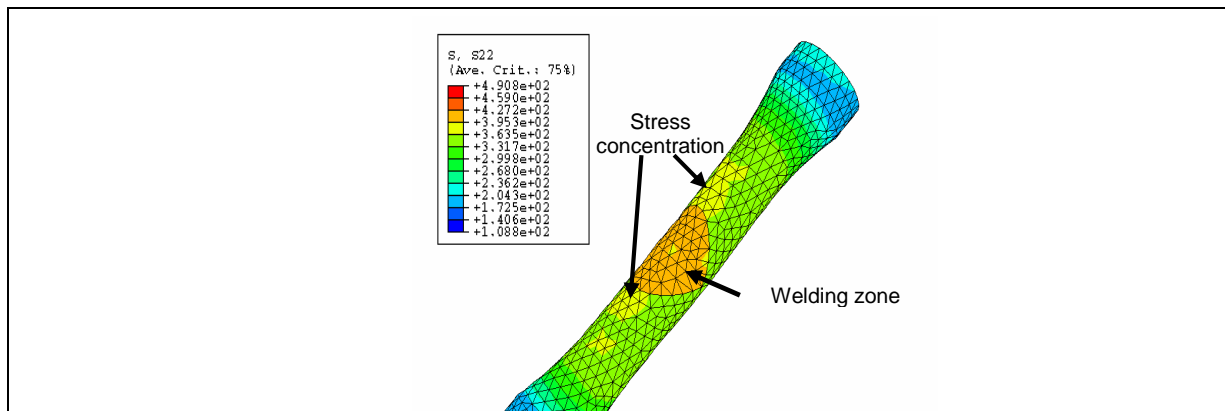 S, S22
(Ave. Crit.: 75%)
+4.908e+02
+4.590e+02
+4.272e+02
+3.953e+02
+3.635e+02
+3.317e+02
+2.998e+02
+2.680e+02
+2.362e+02
+2.043e+02
+1.725e+02
+1.406e+02
+1.088e+02
Stress
concentration
Welding zone